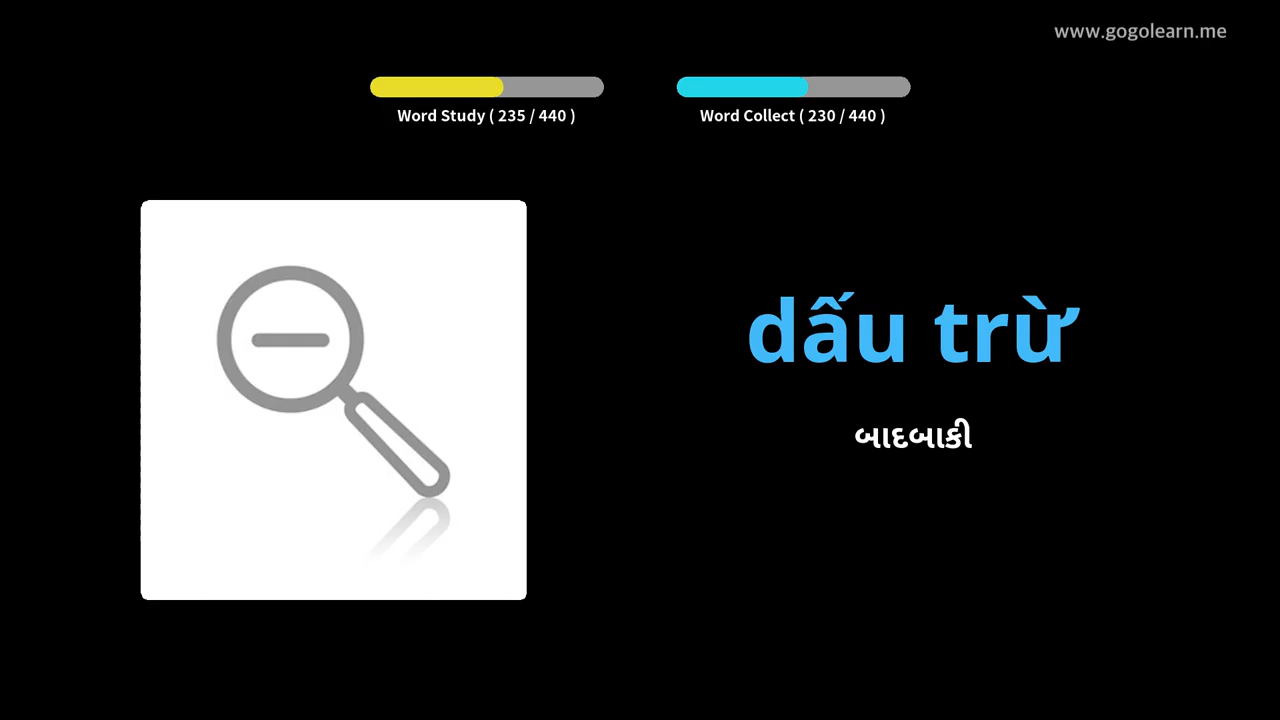 www.gogolearn.me
Word Study ( 235 / 440 )
Word Collect ( 230 / 440 )
dấu trừ
બાદબાકી